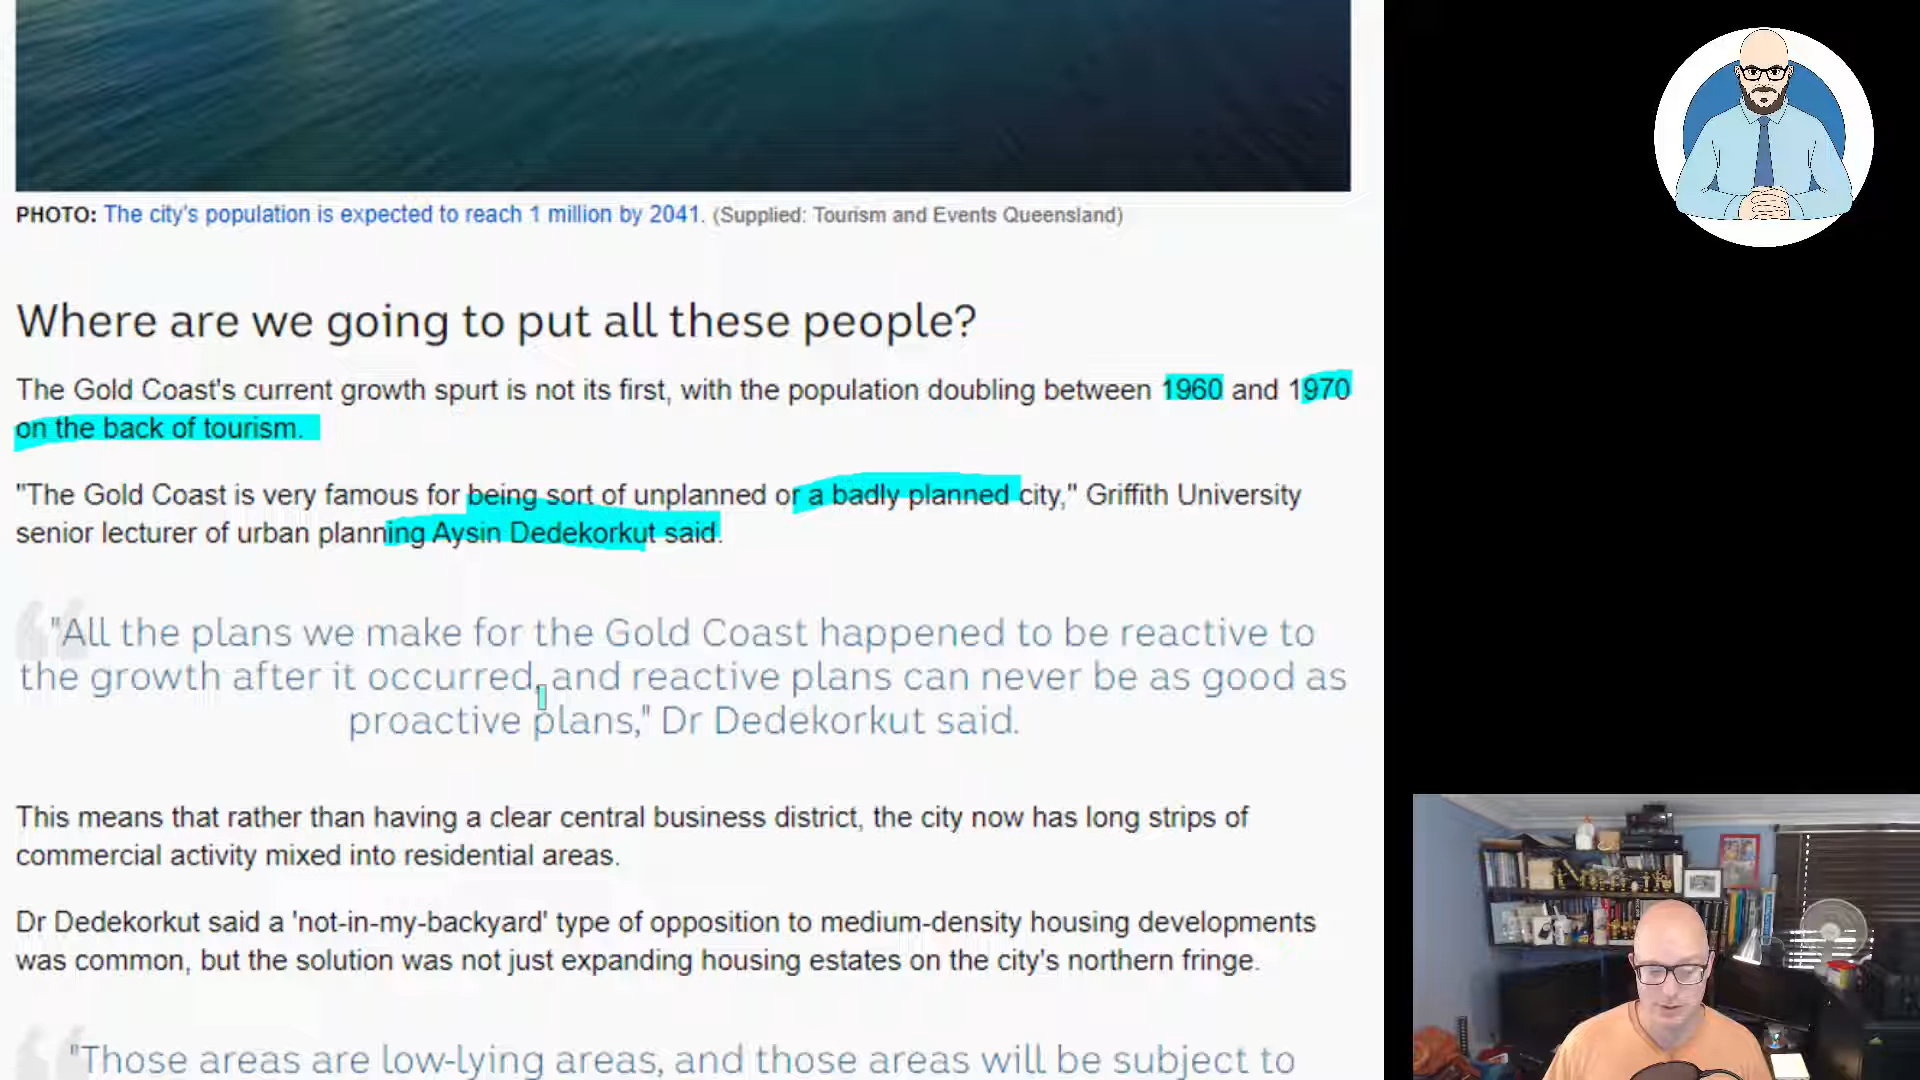 PHOTO: The city's population is expected to reach 1 million by 2041. (Supplied: Tourism and Events Queensland)
Where are we going to put all these people?
The Gold Coast's current growth spurt is not its first, with the population doubling between 1960 and 1970
on the back of tourism.
"The Gold Coast is very famous for being sort of unplanned or a badly planned city," Griffith University
senior lecturer of urban planning Aysin Dedekorkut said.
"All the plans we make for the Gold Coast happened to be reactive to
the growth after it occurred, and reactive plans can never be as good as
proactive plans," Dr Dedekorkut said.
This means that rather than having a clear central business district, the city now has long strips of
commercial activity mixed into residential areas.
Dr Dedekorkut said a 'not-in-my-backyard' type of opposition to medium-density housing developments
was common, but the solution was not just expanding housing estates on the city's northern fringe.
"Those areas are low-lying areas, and those areas will be subject to